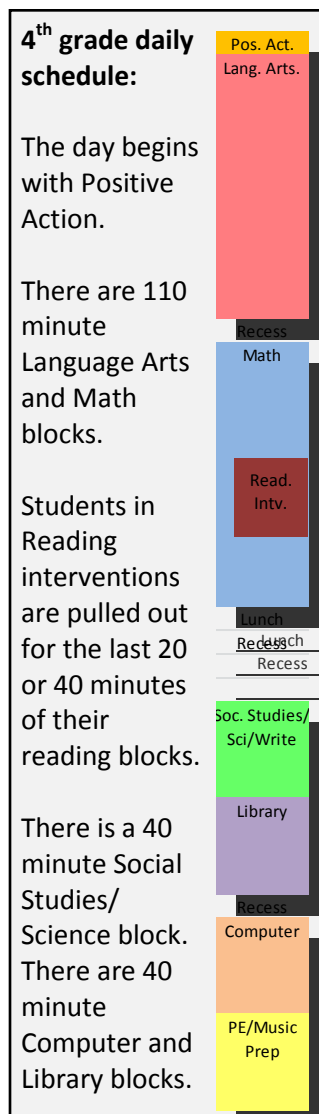 4th grade daily
schedule:
The day begins
with Positive
Action.
There are 110
minute
Language Arts
and Math
blocks.
Students in
Reading
interventions
are pulled out
for the last 20
or 40 minutes
of their
reading blocks.
There is a 40
minute Social
Studies/
Science block.
There are 40
minute
Computer and
Library blocks.
Pos. Act.
Lang. Arts.
Recess
Math
Read.
Intv.
Lunch
Lunch
Recess
Recess
Soc. Studies/
Sci/Write
Library
Recess
Computer
PE/Music
Prep